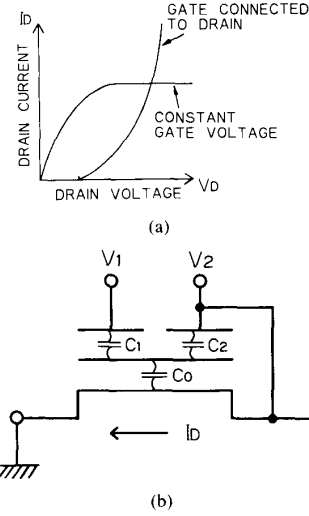 ID
GATE CONNECTED
TO DRAIN
DRAIN CURRENT
CONSTANT
GATE VOLTAGE
DRAIN VOLTAGE VD
(a)
V1 V2
C1 C2
C0
ID
(b)